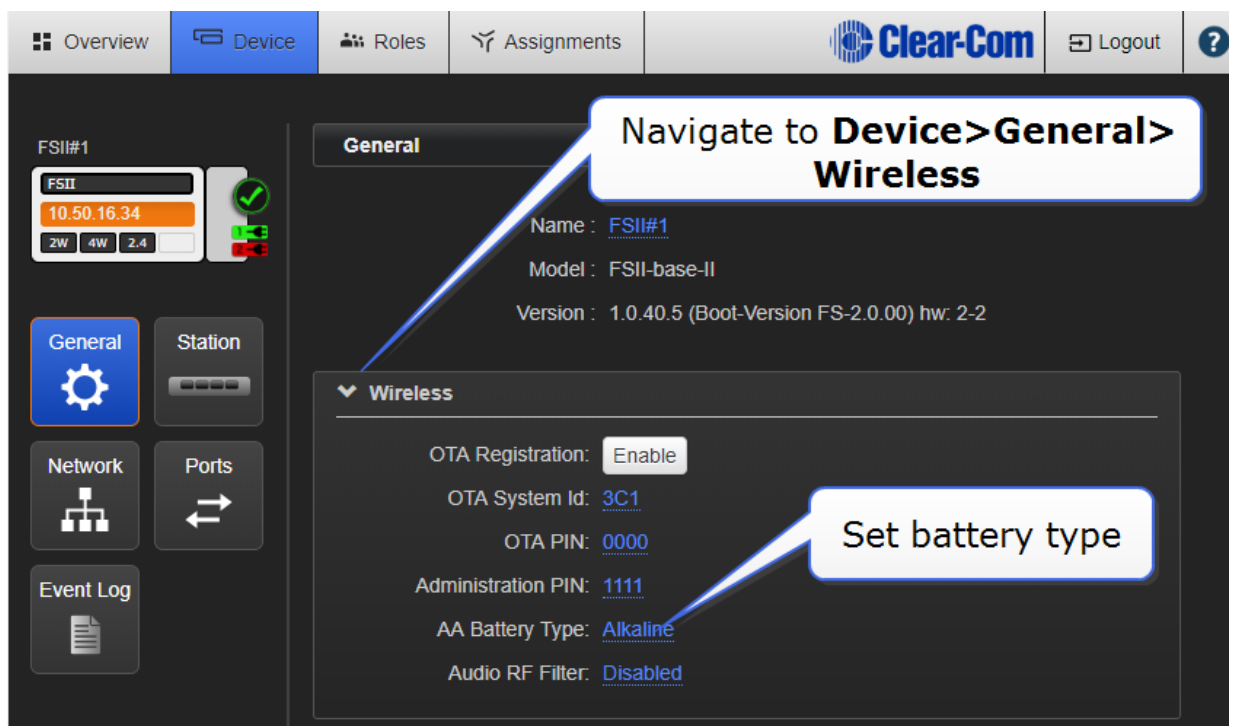 Overview
Device
Roles
Assignments
Clear-Com
Logout
?
FSII#1
FSII
10.50.16.34
2W 4W 2.4
1
2
General
Station
Network
Ports
Event Log
General
Navigate to Device>General>
Wireless
Name : FSII#1
Model : FSII-base-II
Version : 1.0.40.5 (Boot-Version FS-2.0.00) hw: 2-2
Wireless
OTA Registration: Enable
OTA System Id: 3C1
OTA PIN: 0000
Administration PIN: 1111
AA Battery Type: Alkaline
Audio RF Filter: Disabled
Set battery type